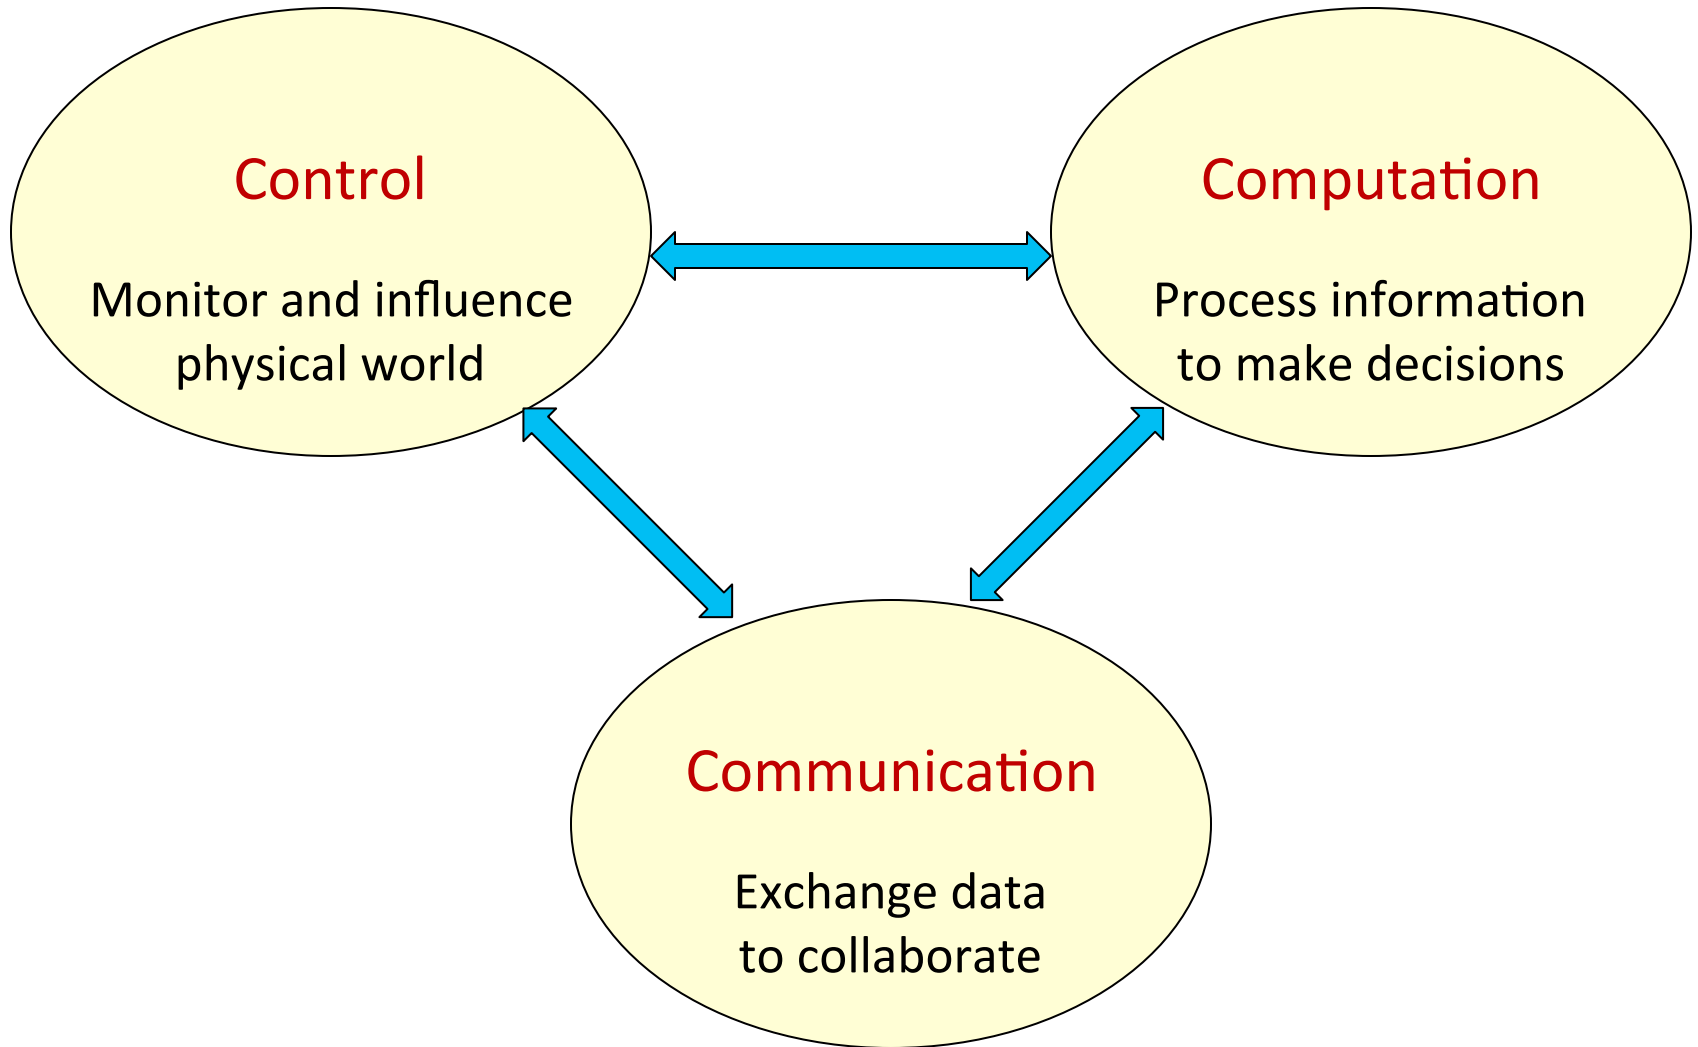 Control
Monitor and influence
physical world
Computation
Process information
to make decisions
Communication
Exchange data
to collaborate